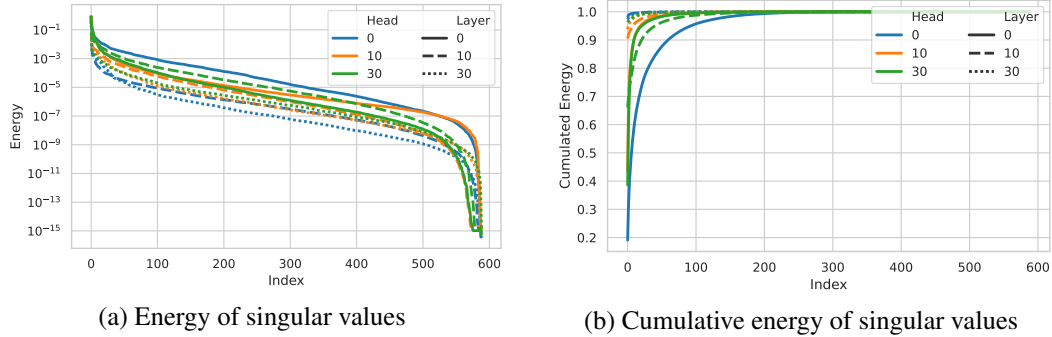 Head Layer
0 0
10 10
30 30
10⁻¹
10⁻³
10⁻⁵
10⁻⁷
10⁻⁹
10⁻¹¹
10⁻¹³
10⁻¹⁵
Energy
0 100 200 300 400 500 600
Index
(a) Energy of singular values
Head Layer
0 0
10 10
30 30
1.0
0.9
0.8
0.7
0.6
0.5
0.4
0.3
0.2
Cumulated Energy
0 100 200 300 400 500 600
Index
(b) Cumulative energy of singular values